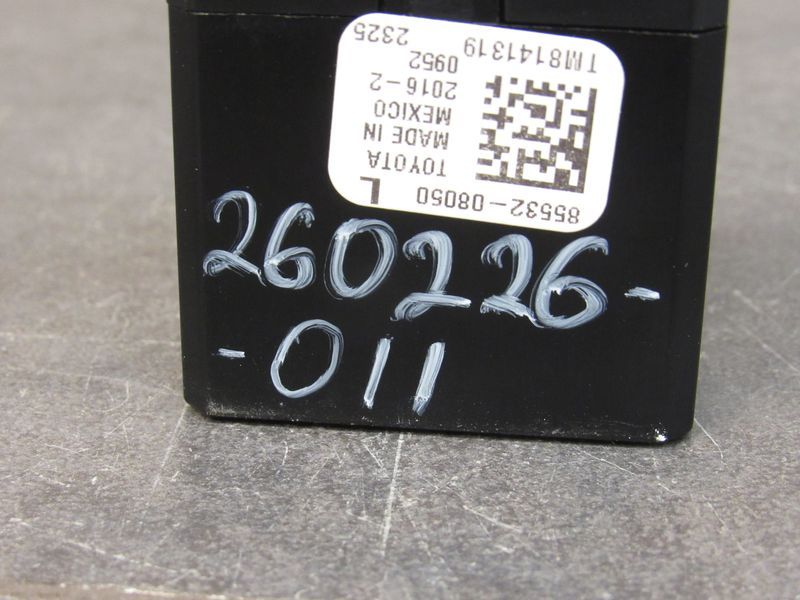 85532-08050 L
TOYOTA
MADE IN
MEXICO
2016-2
0952
2325
TM8141319
260226-
-011